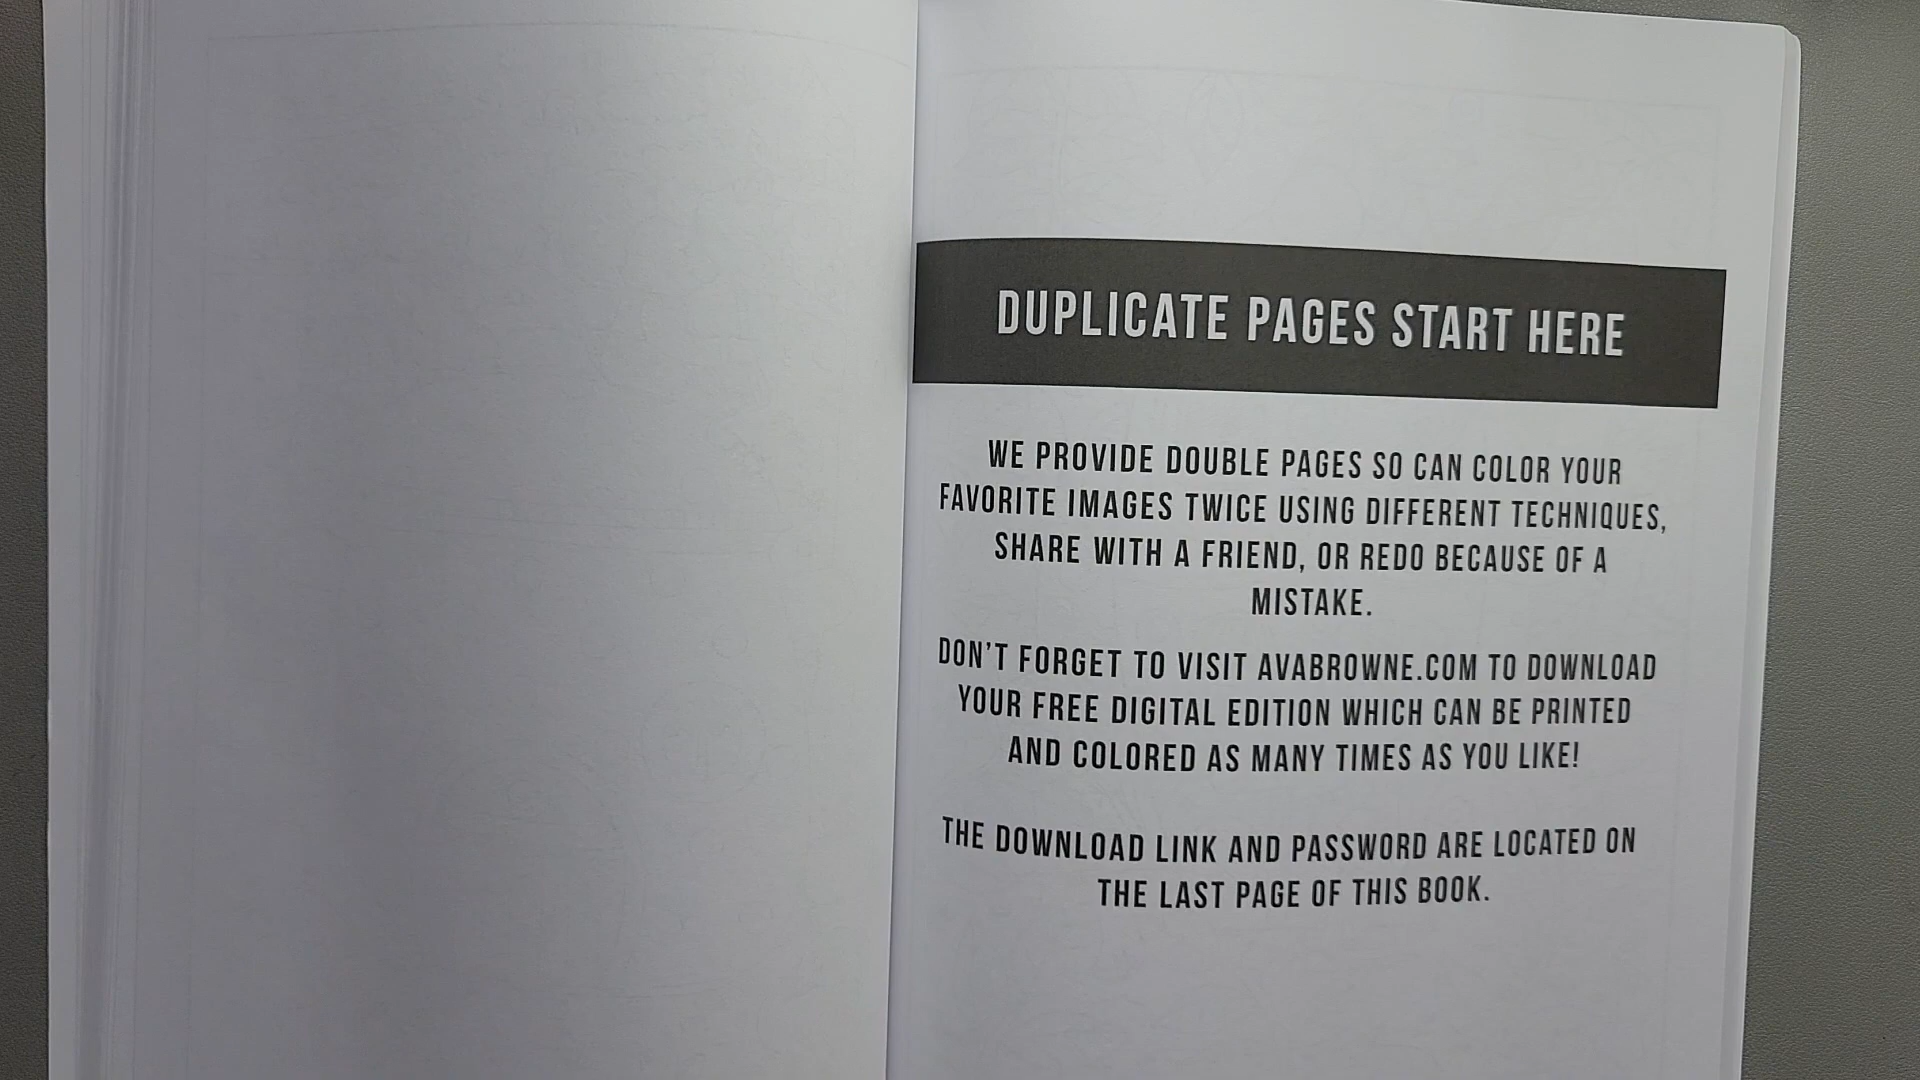 DUPLICATE PAGES START HERE
WE PROVIDE DOUBLE PAGES SO CAN COLOR YOUR
FAVORITE IMAGES TWICE USING DIFFERENT TECHNIQUES,
SHARE WITH A FRIEND, OR REDO BECAUSE OF A
MISTAKE.
DON'T FORGET TO VISIT AVABROWNE.COM TO DOWNLOAD
YOUR FREE DIGITAL EDITION WHICH CAN BE PRINTED
AND COLORED AS MANY TIMES AS YOU LIKE!
THE DOWNLOAD LINK AND PASSWORD ARE LOCATED ON
THE LAST PAGE OF THIS BOOK.